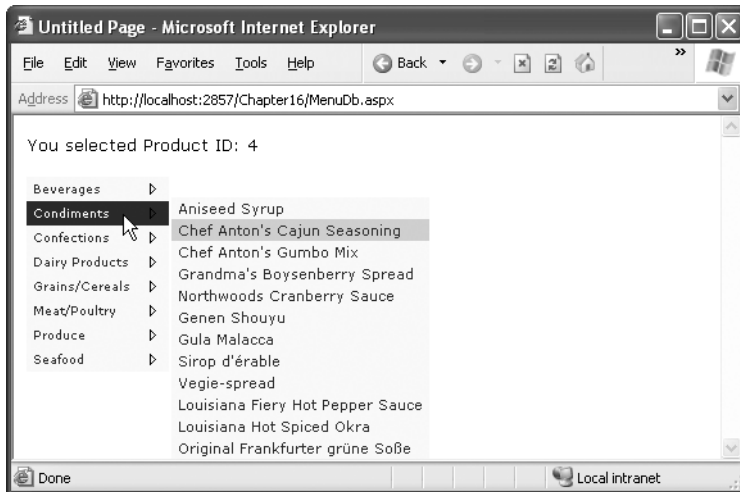 Untitled Page - Microsoft Internet Explorer
File Edit View Favorites Tools Help Back »
Address http://localhost:2857/Chapter16/MenuDb.aspx
You selected Product ID: 4
Beverages
Condiments
Confections
Dairy Products
Grains/Cereals
Meat/Poultry
Produce
Seafood
Aniseed Syrup
Chef Anton's Cajun Seasoning
Chef Anton's Gumbo Mix
Grandma's Boysenberry Spread
Northwoods Cranberry Sauce
Genen Shouyu
Gula Malacca
Sirop d'érable
Vegie-spread
Louisiana Fiery Hot Pepper Sauce
Louisiana Hot Spiced Okra
Original Frankfurter grüne Soße
Done Local intranet